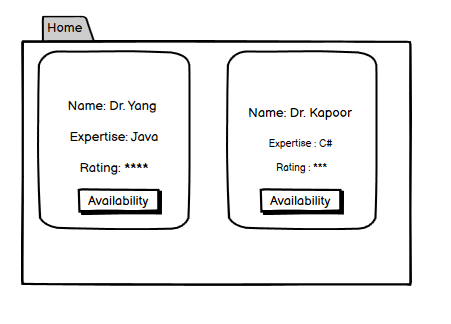 Home
Name: Dr. Yang
Expertise: Java
Rating: ****
Availability
Name: Dr. Kapoor
Expertise : C#
Rating : ***
Availability